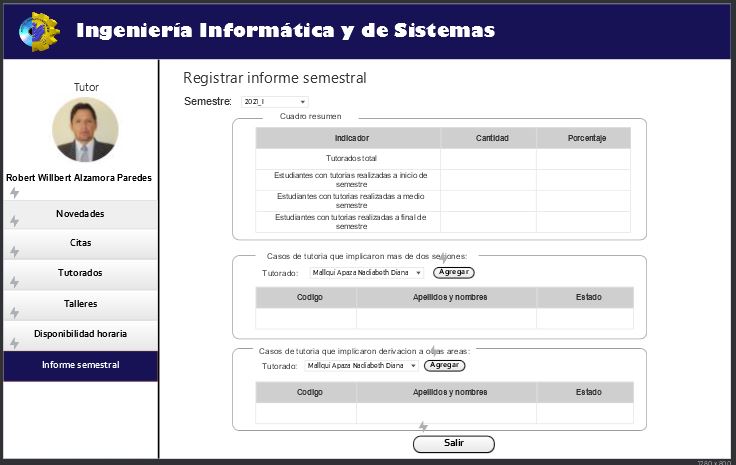 Ingeniería Informática y de Sistemas
Tutor
Robert Willbert Alzamora Paredes
Novedades
Citas
Tutorados
Talleres
Disponibilidad horaria
Informe semestral
Registrar informe semestral
Semestre: 2021_I
Cuadro resumen
Indicador Cantidad Porcentaje
Tutorados total
Estudiantes con tutorias realizadas a inicio de
semestre
Estudiantes con tutorias realizadas a medio
semestre
Estudiantes con tutorias realizadas a final de
semestre
Casos de tutoria que implicaron mas de dos sesiones:
Tutorado: Mallqui Apaza Nadiabeth Diana Agregar
Codigo Apellidos y nombres Estado
Casos de tutoria que implicaron derivacion a otras areas:
Tutorado: Mallqui Apaza Nadiabeth Diana Agregar
Codigo Apellidos y nombres Estado
Salir